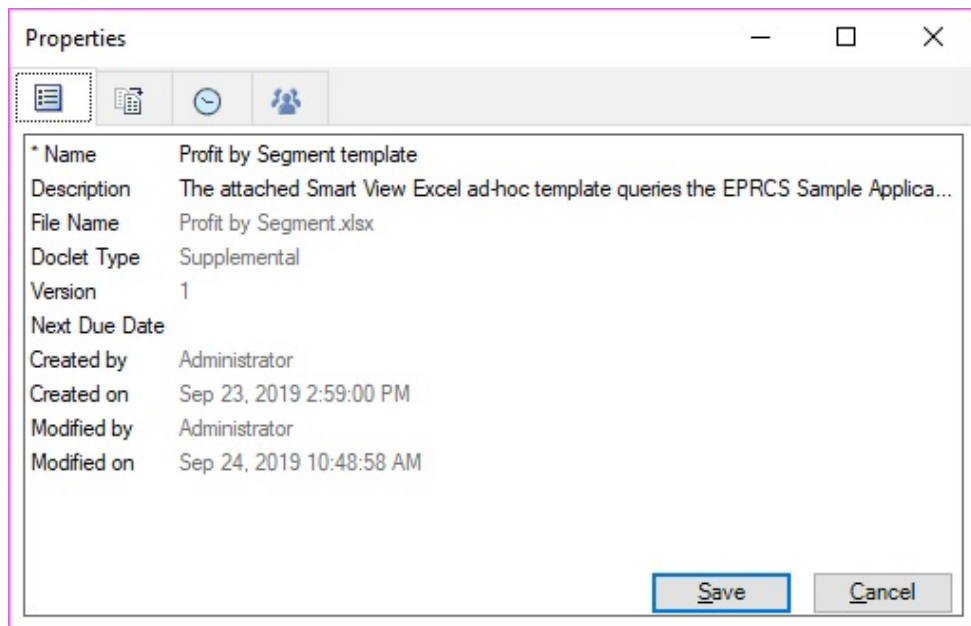 Properties
* Name Profit by Segment template
Description The attached Smart View Excel ad-hoc template queries the EPRCS Sample Applica...
File Name Profit by Segment.xlsx
Doclet Type Supplemental
Version 1
Next Due Date
Created by Administrator
Created on Sep 23, 2019 2:59:00 PM
Modified by Administrator
Modified on Sep 24, 2019 10:48:58 AM
Save Cancel